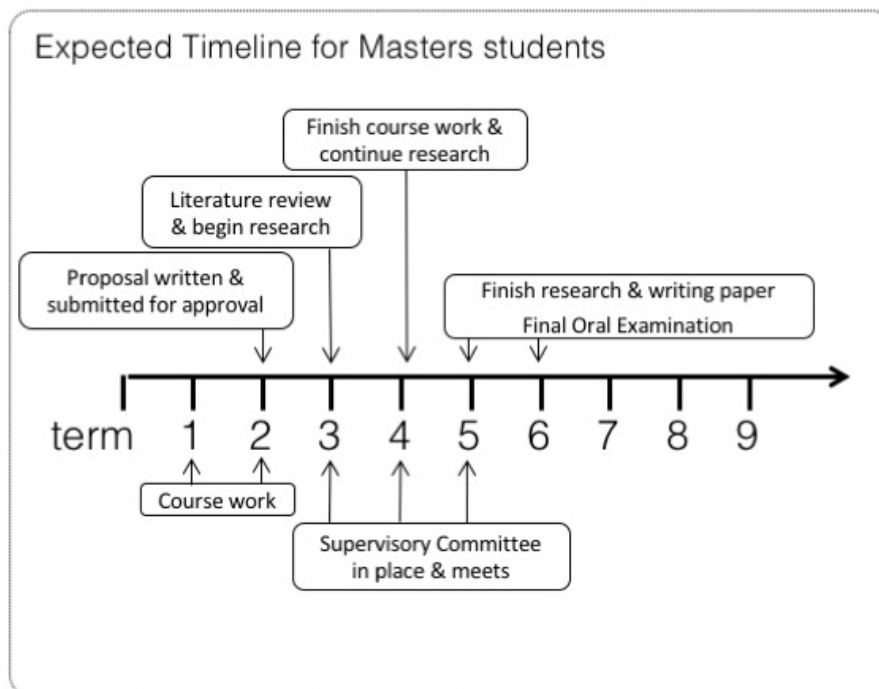 Expected Timeline for Masters students
Finish course work &
continue research
Literature review
& begin research
Proposal written &
submitted for approval
Finish research & writing paper
Final Oral Examination
term 1 2 3 4 5 6 7 8 9
Course work
Supervisory Committee
in place & meets